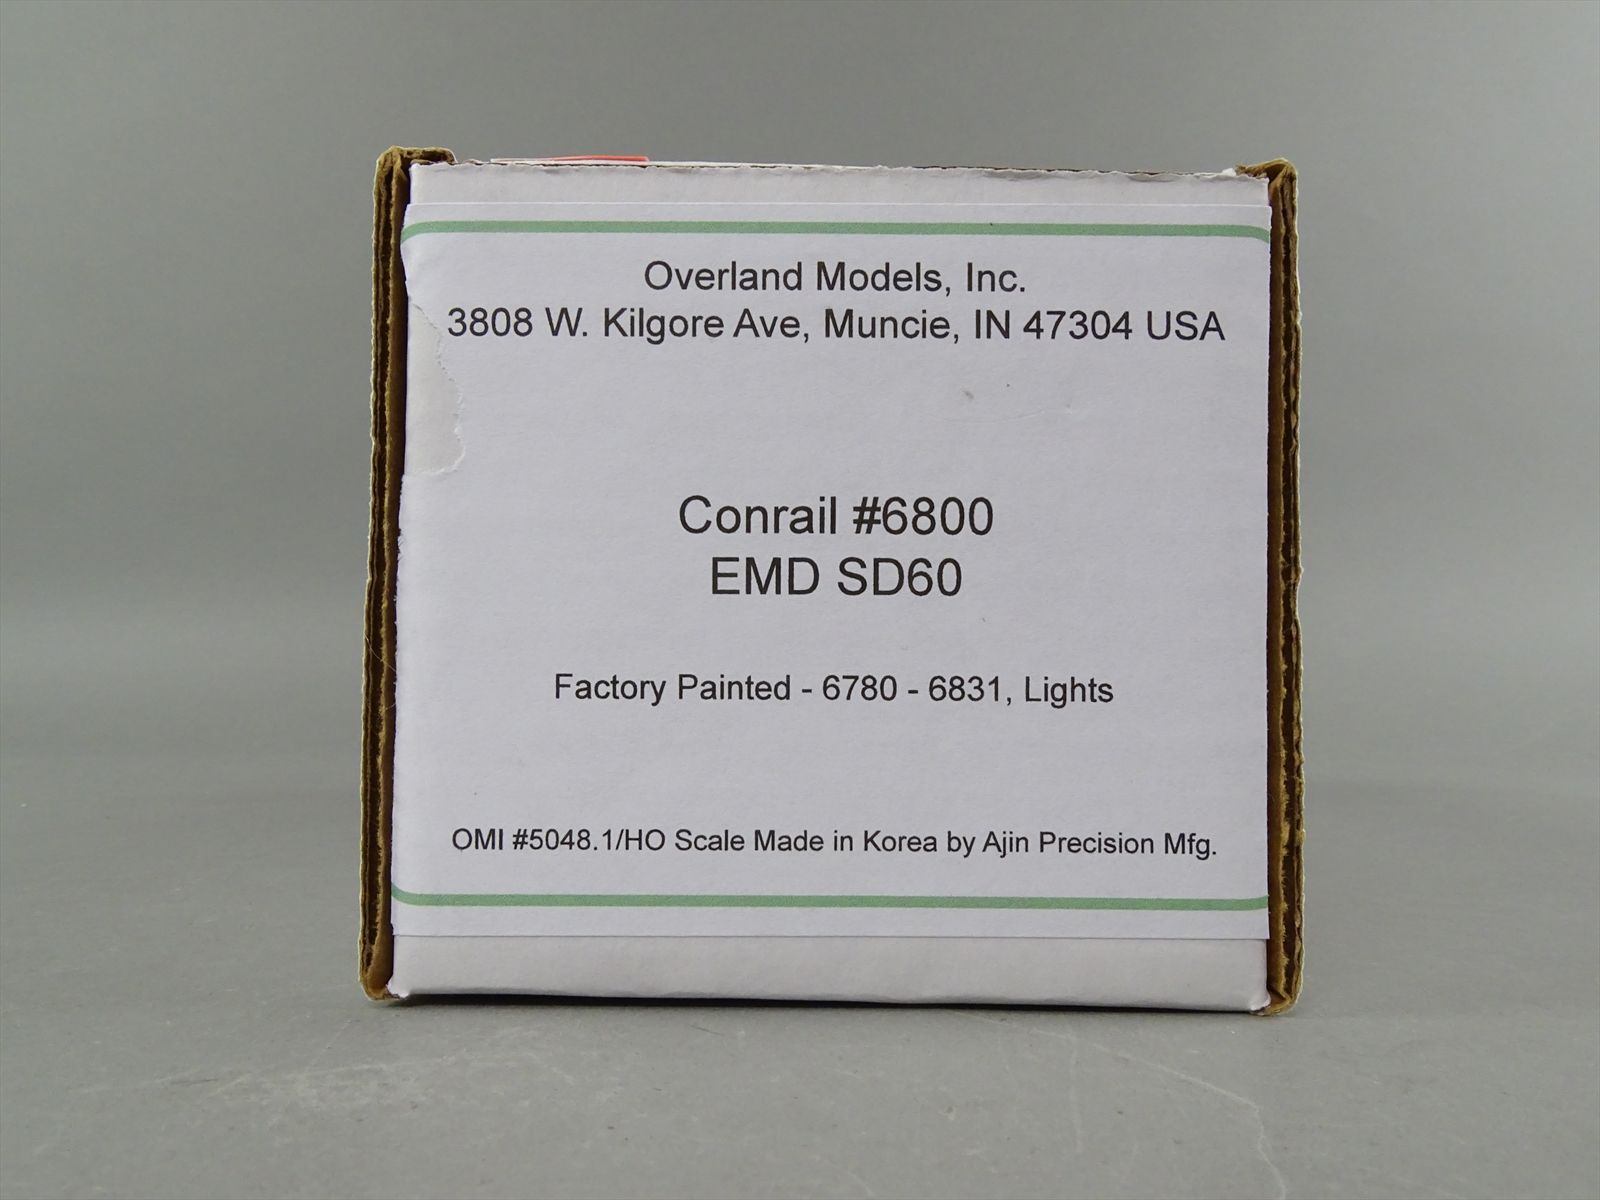 Overland Models, Inc.
3808 W. Kilgore Ave, Muncie, IN 47304 USA
Conrail #6800
EMD SD60
Factory Painted - 6780 - 6831, Lights
OMI #5048.1/HO Scale Made in Korea by Ajin Precision Mfg.